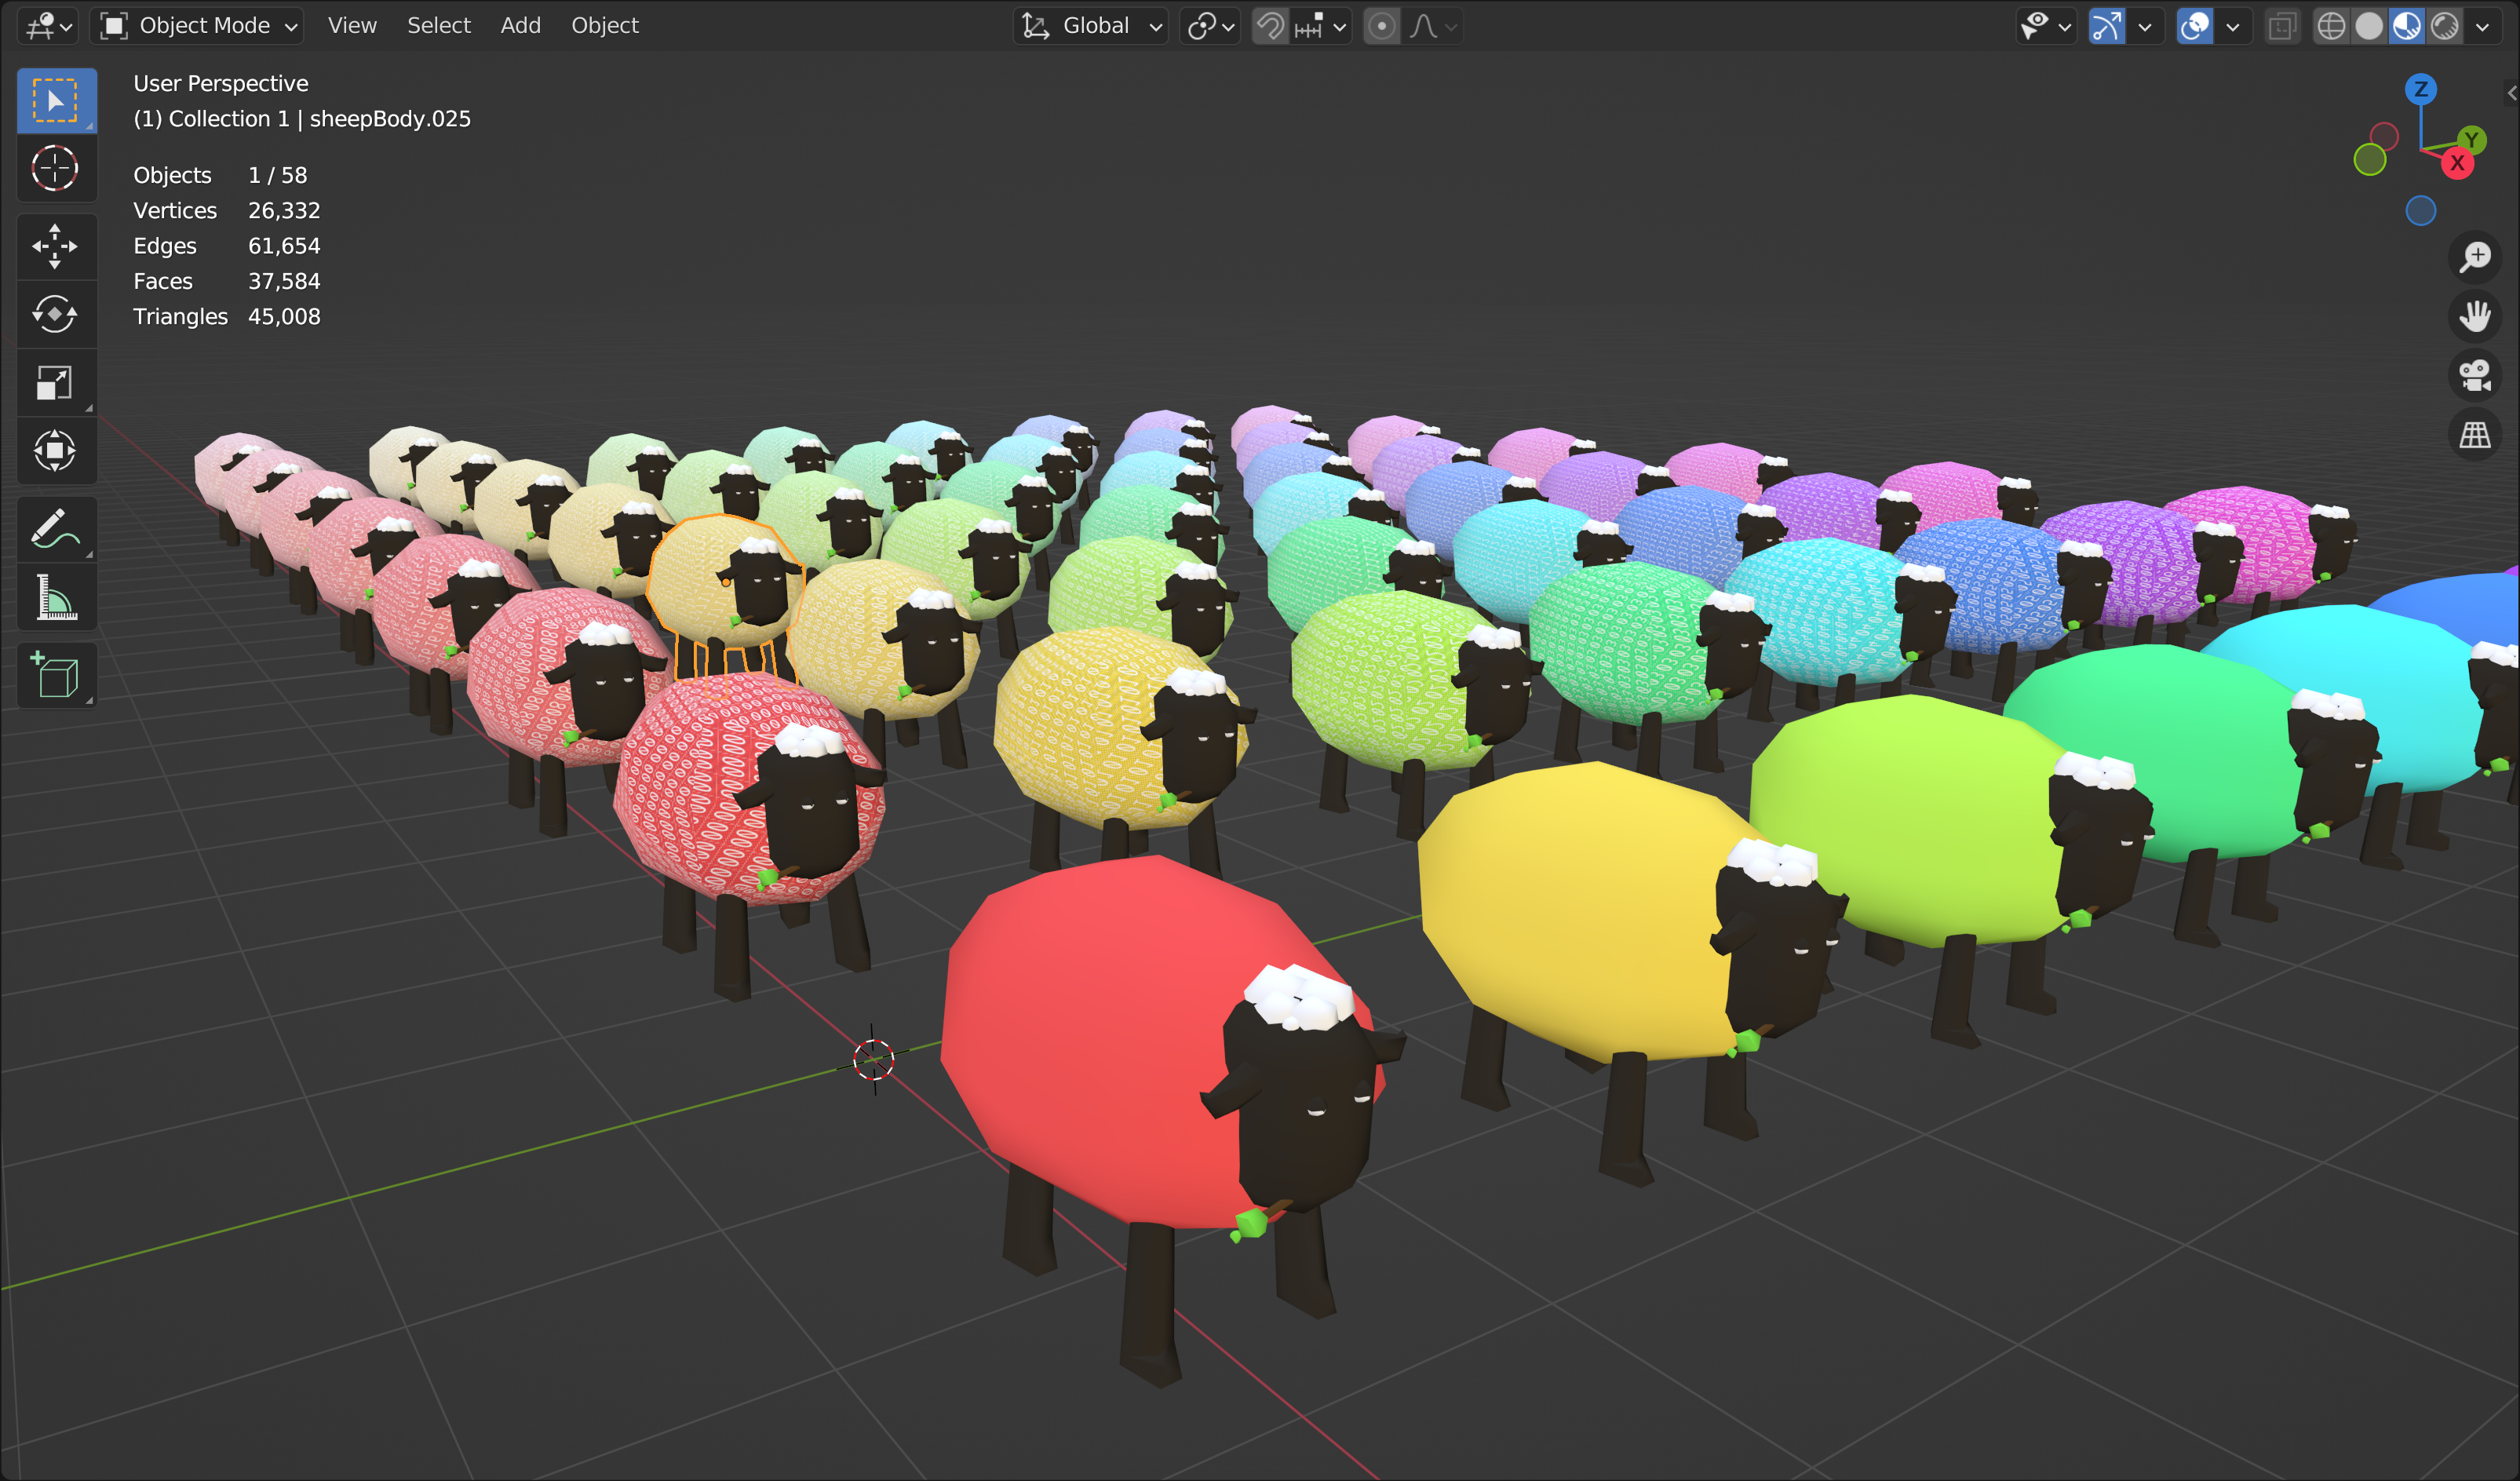 Object Mode View Select Add Object Global
User Perspective
(1) Collection 1 | sheepBody.025
Objects 1 / 58
Vertices 26,332
Edges 61,654
Faces 37,584
Triangles 45,008
Z
Y
X